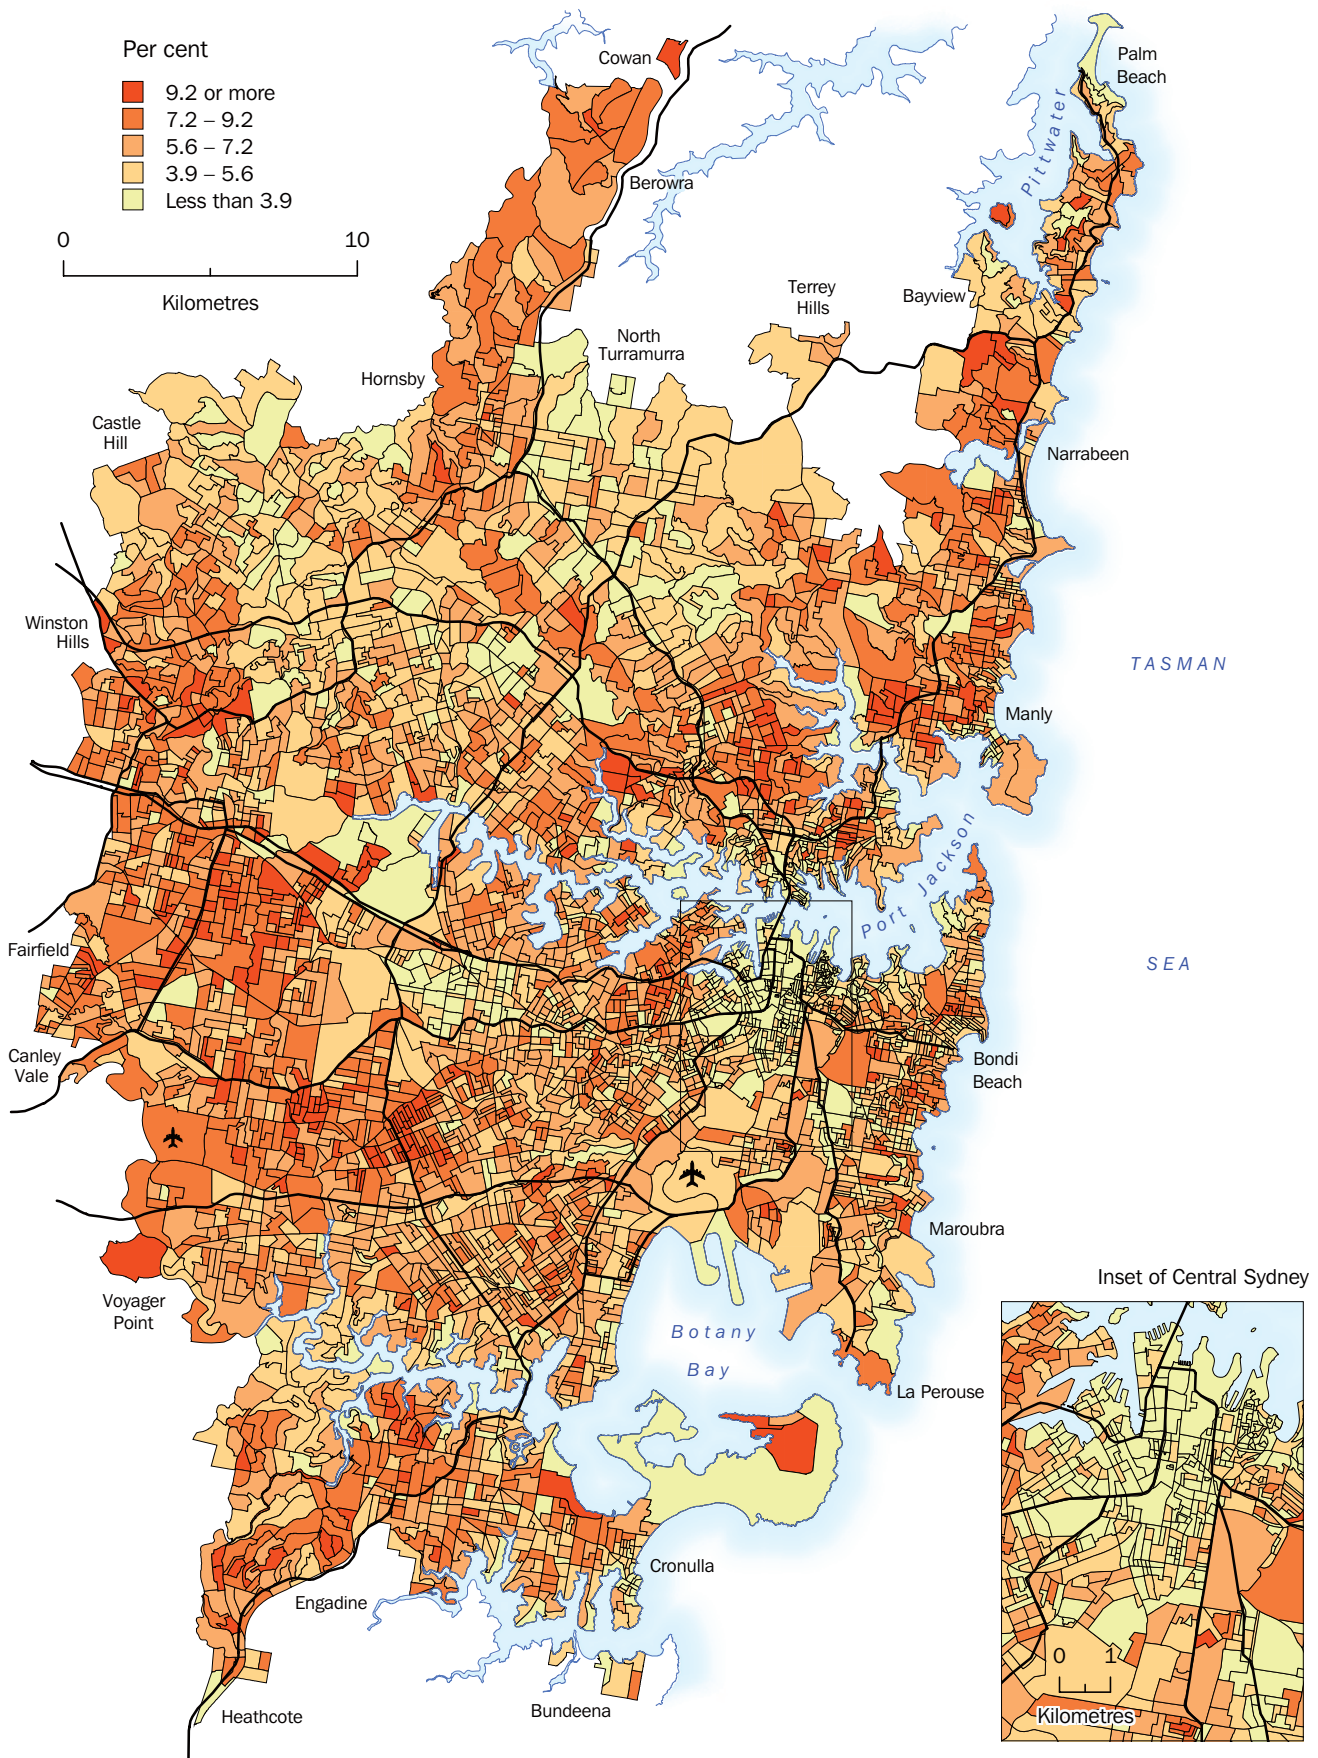 Per cent
9.2 or more
7.2 – 9.2
5.6 – 7.2
3.9 – 5.6
Less than 3.9
0 10
Kilometres
Cowan
Palm
Beach
Pittwater
Berowra
Terrey
Hills
Bayview
North
Turramurra
Hornsby
Castle
Hill
Narrabeen
Winston
Hills
TASMAN
Manly
Port Jackson
Fairfield
SEA
Canley
Vale
Bondi
Beach
Maroubra
Voyager
Point
Botany
Bay
La Perouse
Cronulla
Engadine
Heathcote
Bundeena
Inset of Central Sydney
0 1
Kilometres